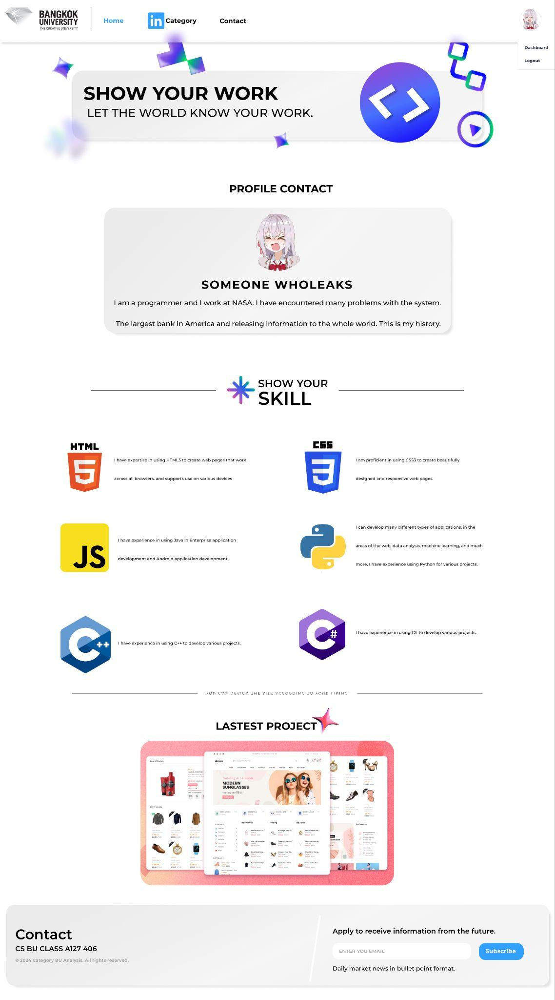 BANGKOK
UNIVERSITY
THE CREATIVE UNIVERSITY
Home
in Category
Contact
Dashboard
Logout
SHOW YOUR WORK
LET THE WORLD KNOW YOUR WORK.
PROFILE CONTACT
SOMEONE WHOLEAKS
I am a programmer and I work at NASA. I have encountered many problems with the system.
The largest bank in America and releasing information to the whole world. This is my history.
SHOW YOUR
SKILL
HTML
5
I have expertise in using HTML5 to create web pages that work
across all browsers. and supports use on various devices
CSS
3
I am proficient in using CSS3 to create beautifully
designed and responsive web pages.
JS
I have experience in using Java in Enterprise application
development and Android application development.
I can develop many different types of applications. in the
areas of the web, data analysis, machine learning, and much
more. I have experience using Python for various projects.
C++
I have experience in using C++ to develop various projects.
C#
I have experience in using C# to develop various projects.
YOU CAN DESIGN THE SITE ACCORDING TO YOUR LIKING.
LASTEST PROJECT
Deal Of The Day
New Products
Anon
Trending Accessories
MODERN
SUNGLASSES
starting at $ 15.00
CATEGORY
New Arrivals
Trending
Top Rated
BEST SELLERS
Our Services
Contact
CS BU CLASS A127 406
© 2024 Category BU Analysis. All rights reserved.
Apply to receive information from the future.
ENTER YOU EMAIL
Subscribe
Daily market news in bullet point format.